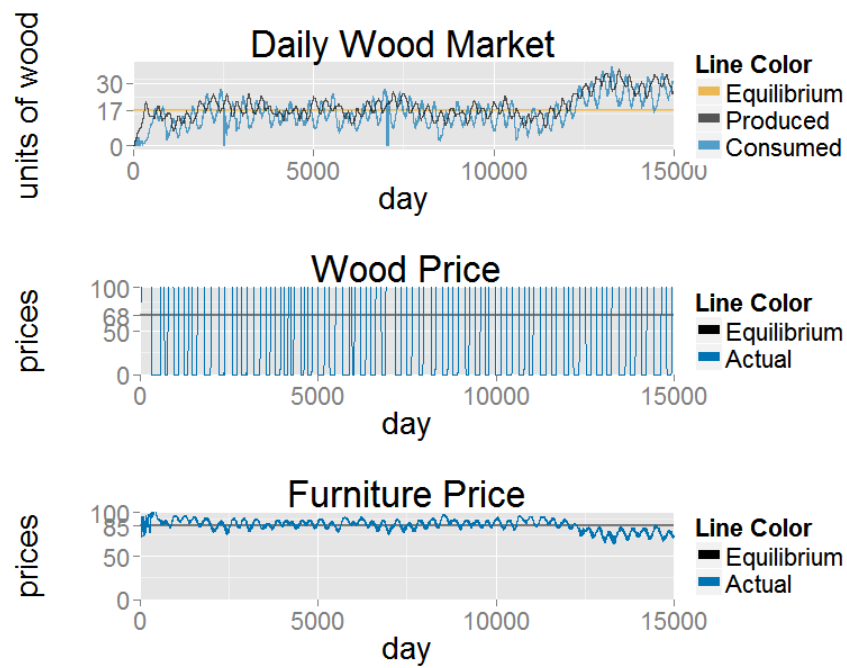 Daily Wood Market
units of wood
30
17
0
0 5000 10000 15000
day
Line Color
Equilibrium
Produced
Consumed
Wood Price
prices
100
68
50
0
0 5000 10000 15000
day
Line Color
Equilibrium
Actual
Furniture Price
prices
100
85
50
0
0 5000 10000 15000
day
Line Color
Equilibrium
Actual